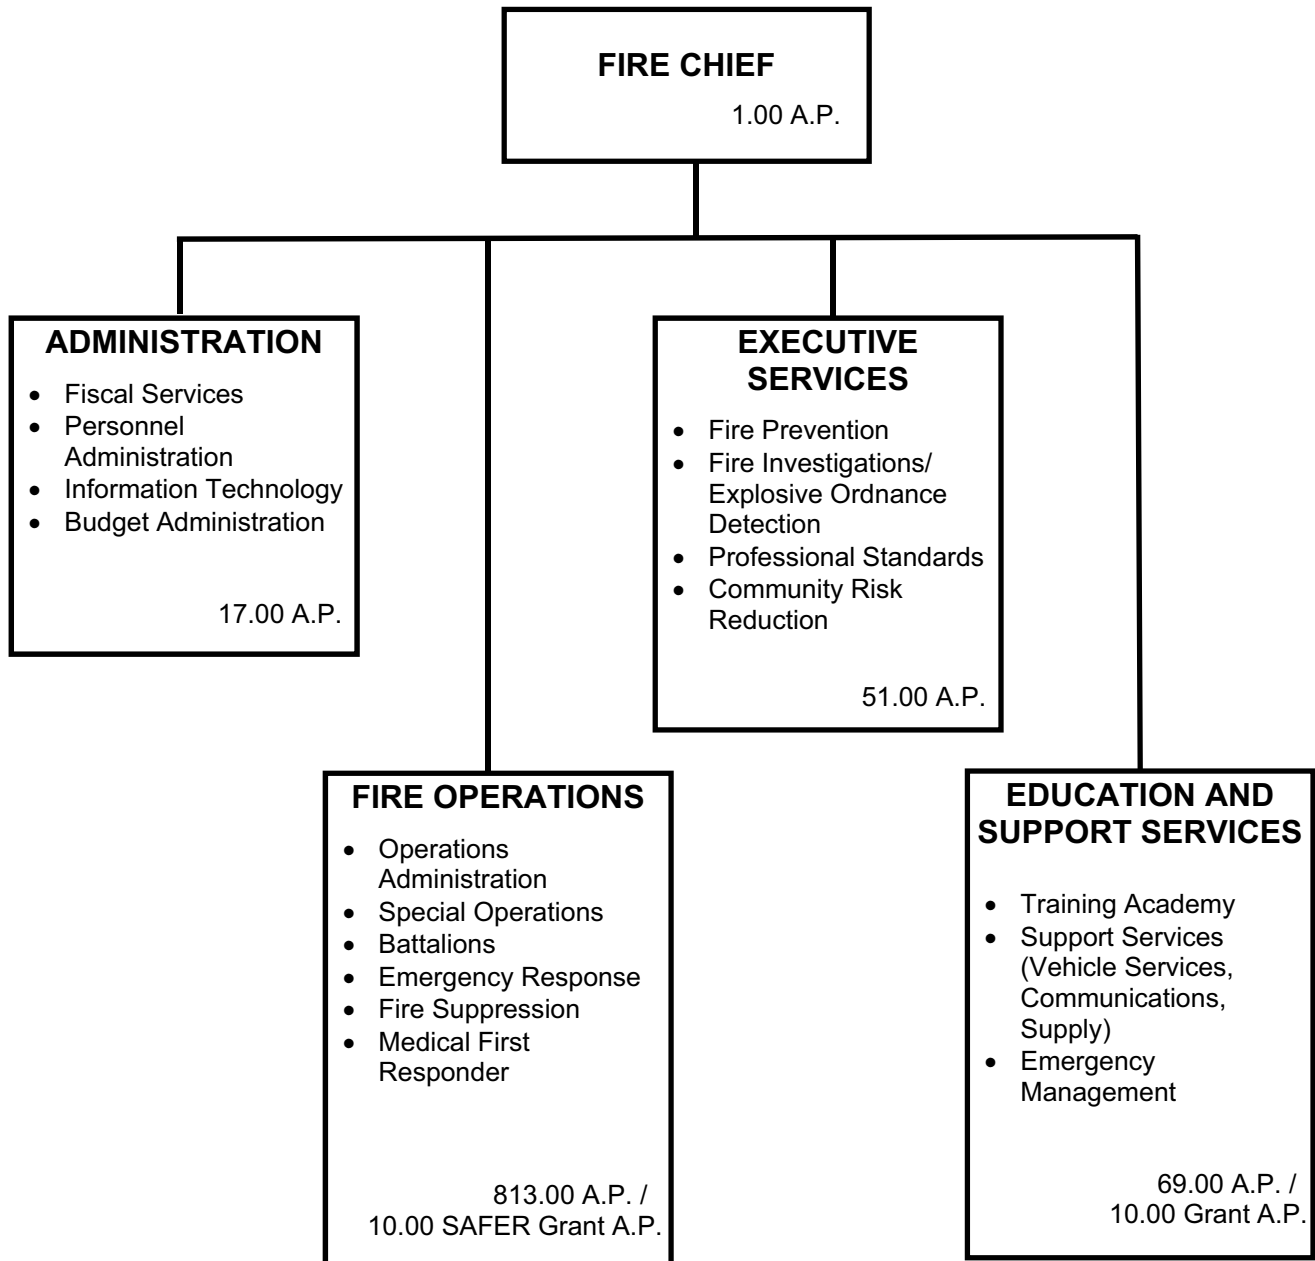 FIRE CHIEF
1.00 A.P.
ADMINISTRATION
• Fiscal Services
• Personnel
Administration
• Information Technology
• Budget Administration
17.00 A.P.
EXECUTIVE
SERVICES
• Fire Prevention
• Fire Investigations/
Explosive Ordnance
Detection
• Professional Standards
• Community Risk
Reduction
51.00 A.P.
FIRE OPERATIONS
• Operations
Administration
• Special Operations
• Battalions
• Emergency Response
• Fire Suppression
• Medical First
Responder
813.00 A.P. /
10.00 SAFER Grant A.P.
EDUCATION AND
SUPPORT SERVICES
• Training Academy
• Support Services
(Vehicle Services,
Communications,
Supply)
• Emergency
Management
69.00 A.P. /
10.00 Grant A.P.